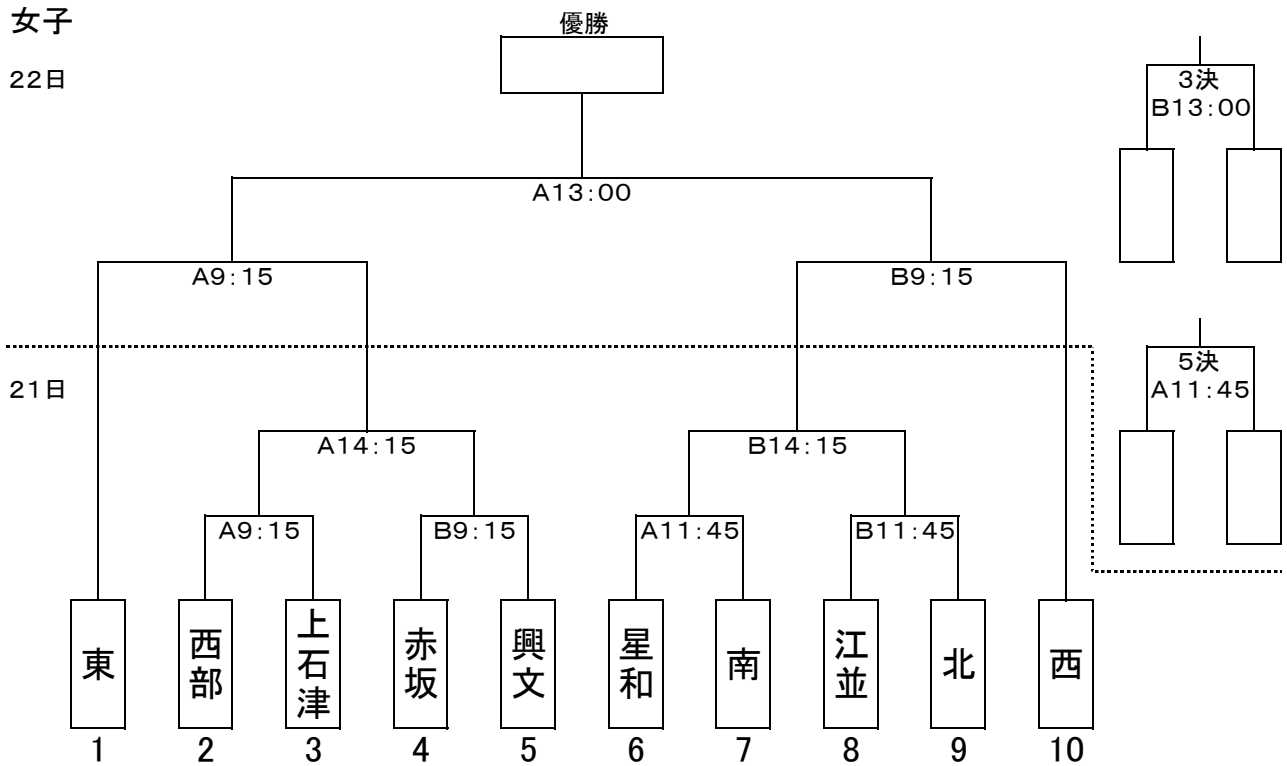 女子
優勝
22日
3決
B13:00
A13:00
A9:15
B9:15
5決
A11:45
21日
A14:15
B14:15
A9:15
B9:15
A11:45
B11:45
東
西部
上石津
赤坂
興文
星和
南
江並
北
西
1
2
3
4
5
6
7
8
9
10